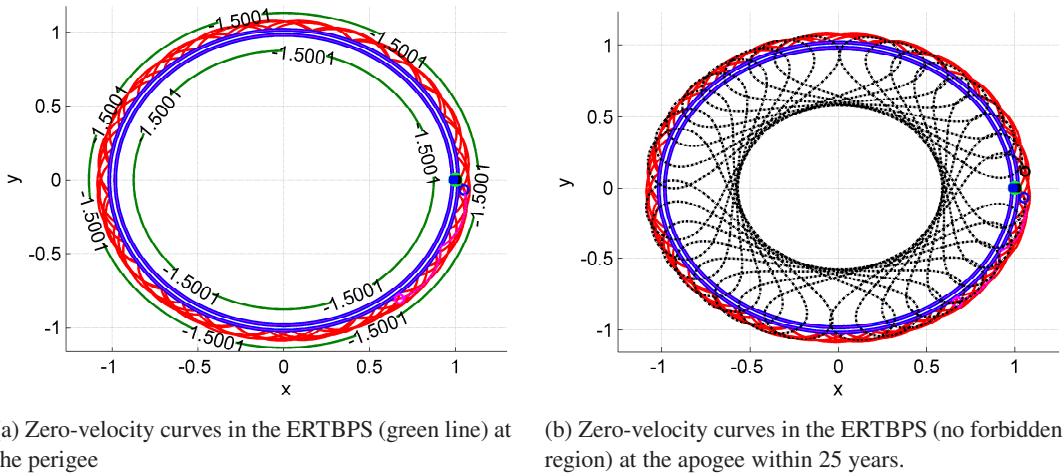 -1.5001
-1.5001
-1.5001
-1.5001
-1.5001
-1.5001
-1.5001
-1.5001
-1.5001
-1.5001
-1.5001
-1.5001
1
0.5
0
-0.5
-1
y
-1 -0.5 0 0.5 1
x
1
0.5
0
-0.5
-1
y
-1 -0.5 0 0.5 1
x
a) Zero-velocity curves in the ERTBPS (green line) at
he perigee
(b) Zero-velocity curves in the ERTBPS (no forbidden
region) at the apogee within 25 years.